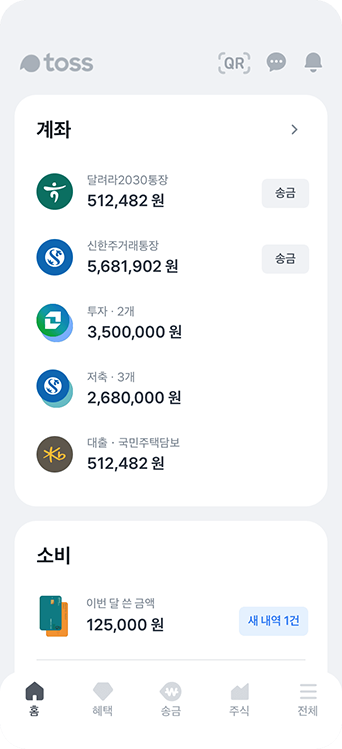 toss
QR
계좌
달려라2030통장
512,482 원
송금
신한주거래통장
5,681,902 원
송금
투자 · 2개
3,500,000 원
저축 · 3개
2,680,000 원
대출 · 국민주택담보
512,482 원
소비
이번 달 쓴 금액
125,000 원
새 내역 1건
홈
혜택
송금
주식
전체